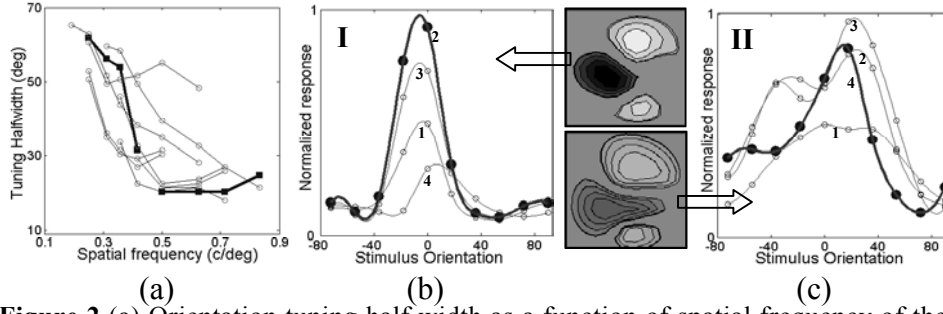 70
50
30
10
Tuning Halfwidth (deg)
0.1 0.3 0.5 0.7 0.9
Spatial frequency (c/deg)
(a)
I
1
0
Normalized response
2
3
1
4
-80 -40 0 40 80
Stimulus Orientation
(b)
II
1
0
Normalized response
3
2
4
1
-80 -40 0 40 80
Stimulus Orientation
(c)
Figure 2 (a) Orientation tuning half width as a function of spatial frequency of the